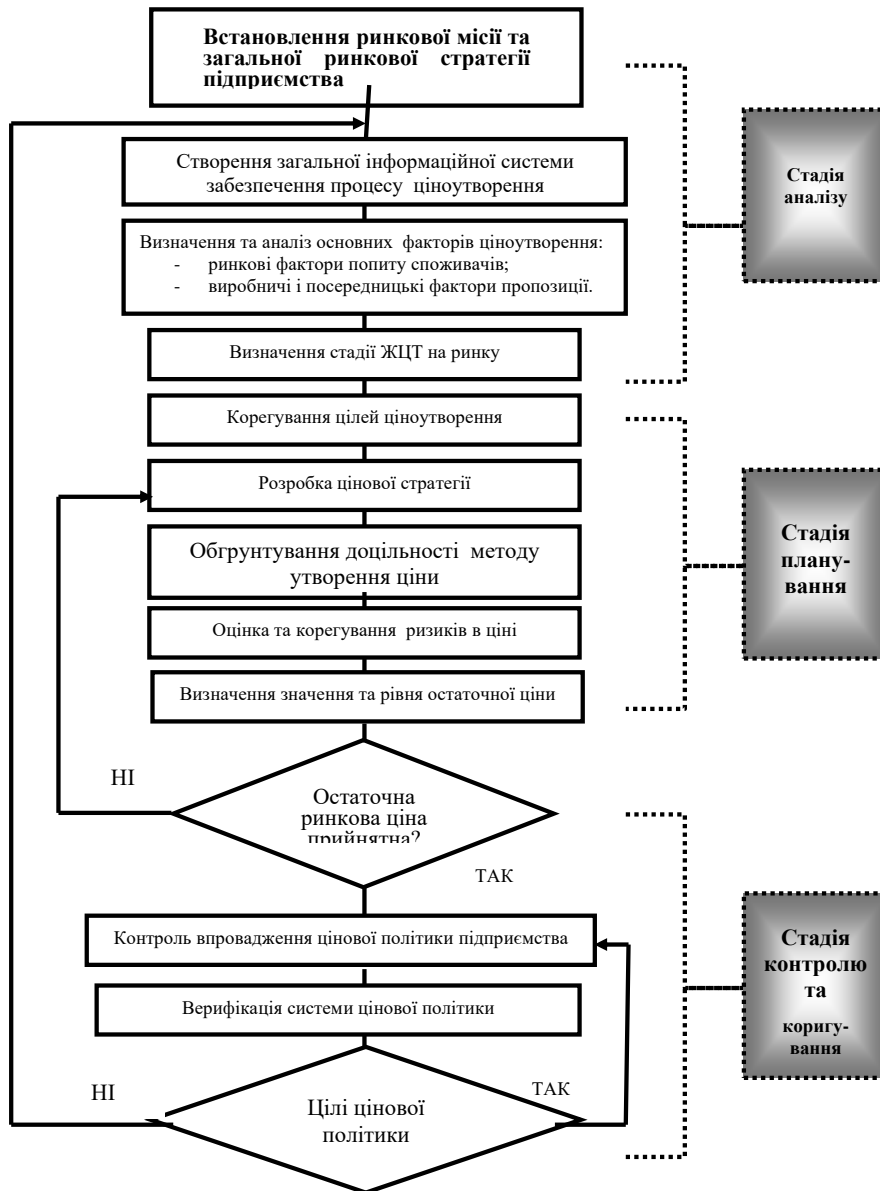 Встановлення ринкової місії та
загальної ринкової стратегії
підприємства
Створення загальної інформаційної системи
забезпечення процесу ціноутворення
Визначення та аналіз основних факторів ціноутворення:
- ринкові фактори попиту споживачів;
- виробничі і посередницькі фактори пропозиції.
Визначення стадії ЖЦТ на ринку
Стадія
аналізу
Корегування цілей ціноутворення
Розробка цінової стратегії
Обгрунтування доцільності методу
утворення ціни
Оцінка та корегування ризиків в ціні
Визначення значення та рівня остаточної ціни
Стадія
плану-
вання
НІ
Остаточна
ринкова ціна
прийнятна?
ТАК
Контроль впровадження цінової політики підприємства
Верифікація системи цінової політики
НІ
ТАК
Цілі цінової
політики
Стадія
контролю
та
коригу-
вання